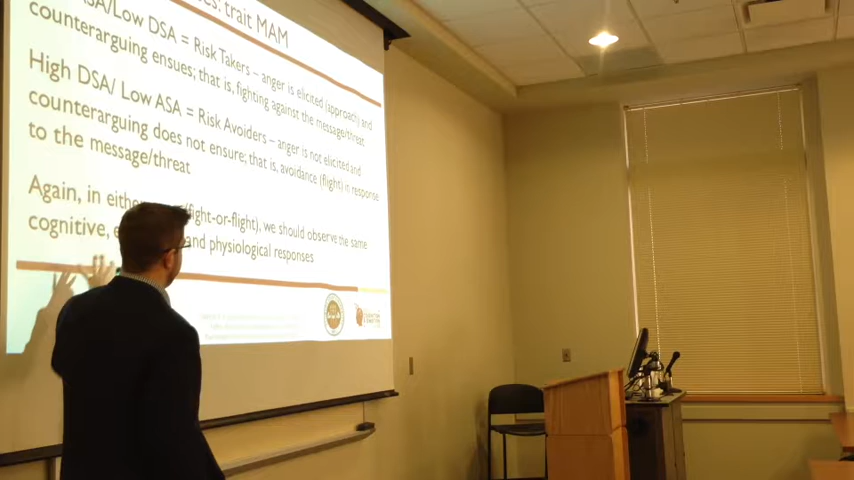 ses: trait MAM
ASA/Low DSA = Risk Takers – anger is elicited (approach) and
counterarguing ensues; that is, fighting against the message/threat.
High DSA/ Low ASA = Risk Avoiders – anger is not elicited and
counterarguing does not ensure; that is, avoidance (flight) in response
to the message/threat
Again, in either (fight-or-flight), we should observe the same
cognitive, and physiological responses.